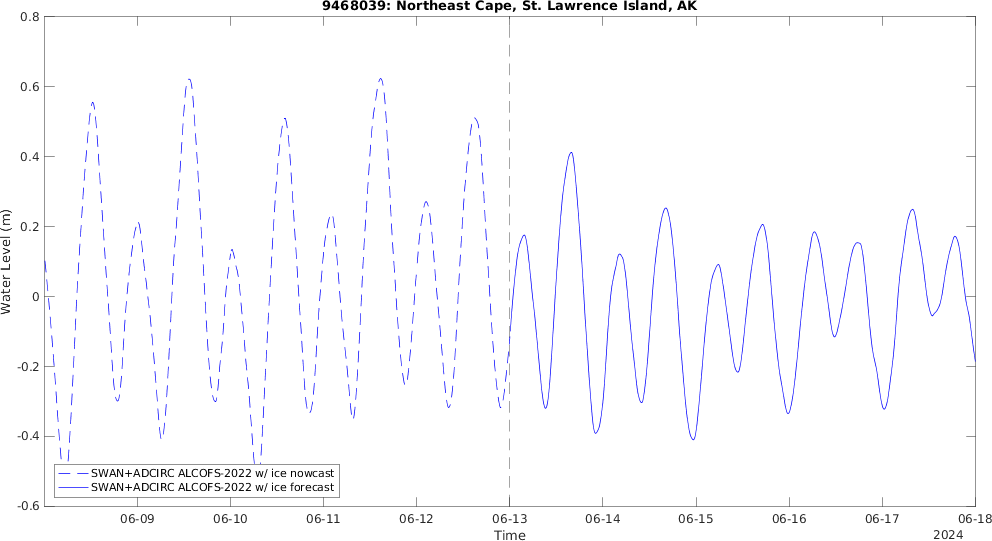 9468039: Northeast Cape, St. Lawrence Island, AK
0.8
0.6
0.4
0.2
0
-0.2
-0.4
-0.6
Water Level (m)
SWAN+ADCIRC ALCOFS-2022 w/ ice nowcast
SWAN+ADCIRC ALCOFS-2022 w/ ice forecast
06-09 06-10 06-11 06-12 06-13 06-14 06-15 06-16 06-17 06-18
Time
2024